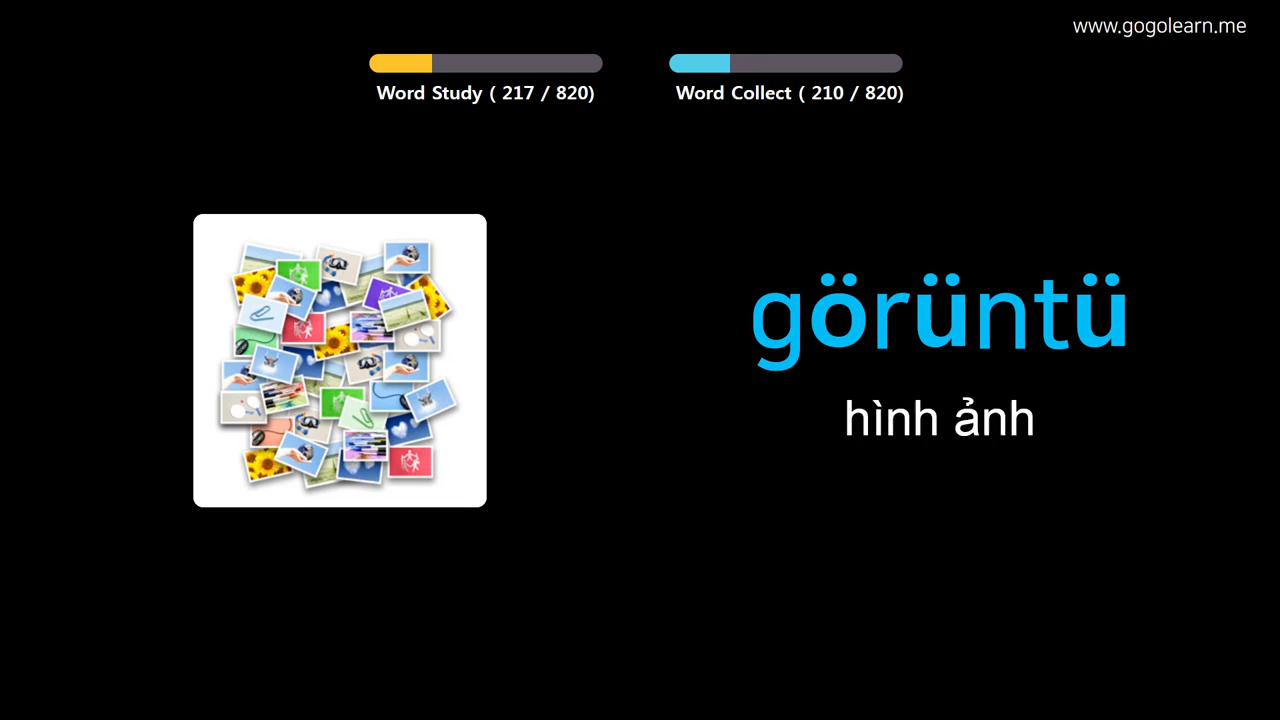 www.gogolearn.me
Word Study ( 217 / 820)
Word Collect ( 210 / 820)
görüntü
hình ảnh